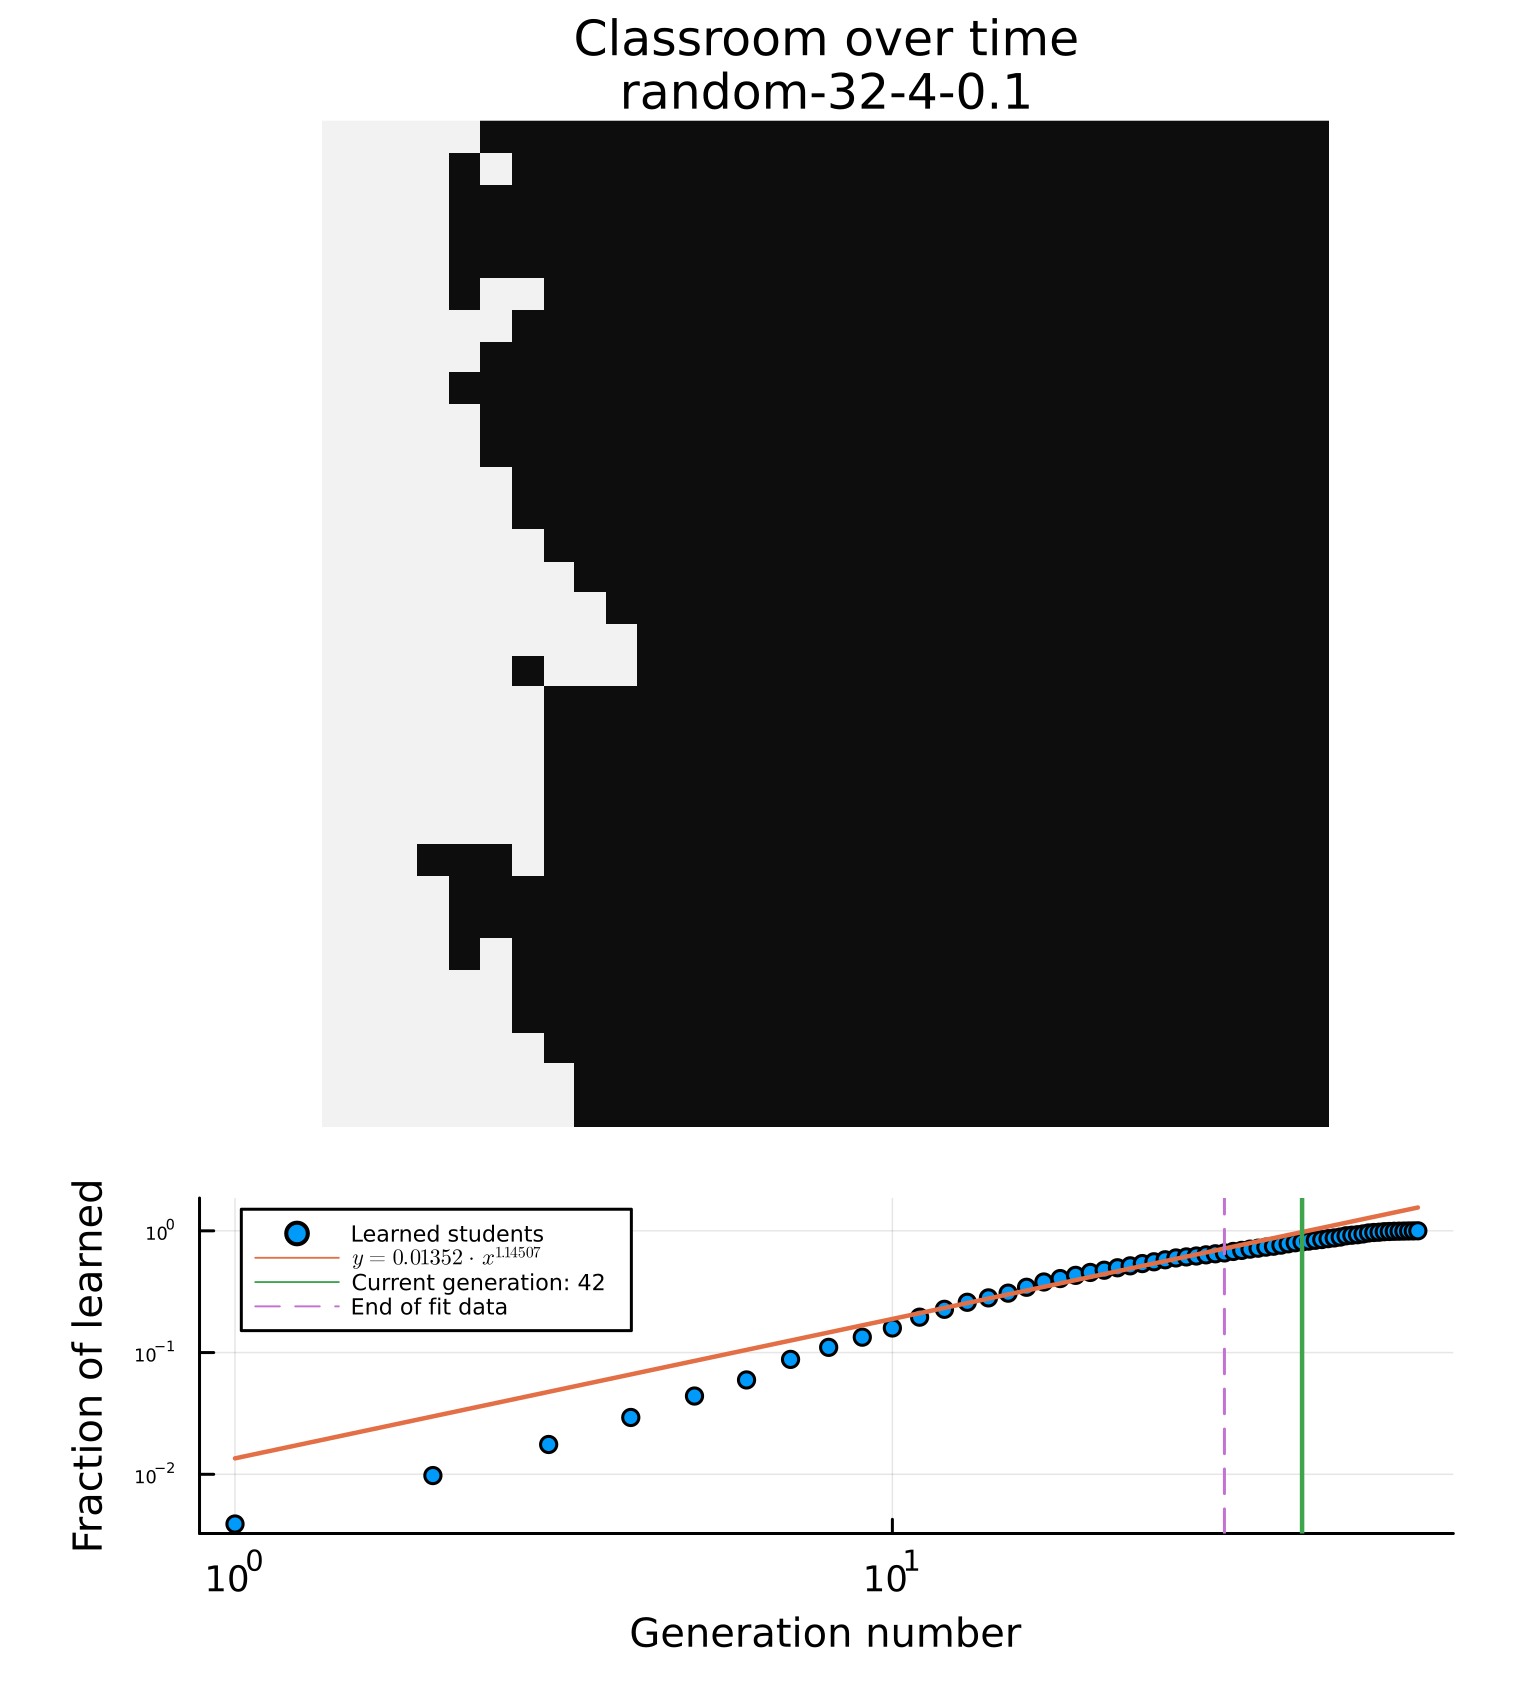 Classroom over time
random-32-4-0.1
Fraction of learned
10^0
10^-1
10^-2
Learned students
y = 0.01352 · x^1.14507
Current generation: 42
End of fit data
10^0
10^1
Generation number